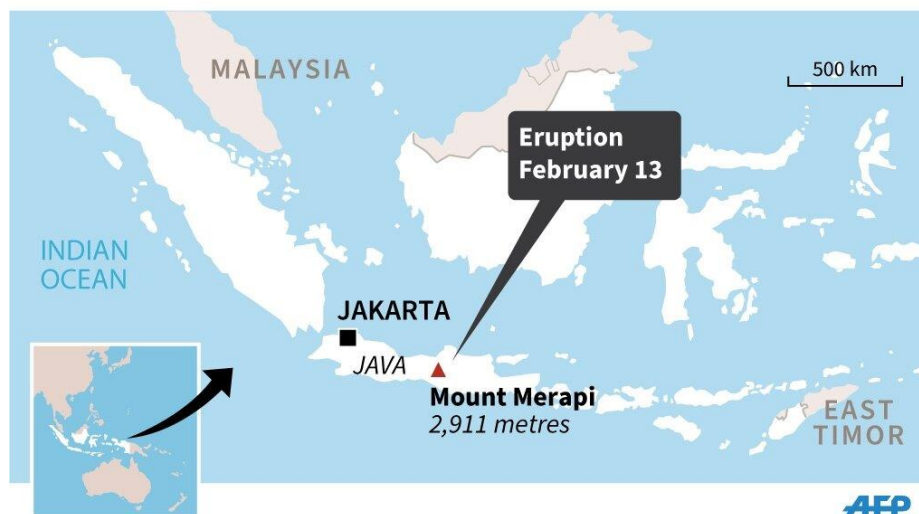 MALAYSIA
500 km
Eruption
February 13
INDIAN
OCEAN
JAKARTA
JAVA
Mount Merapi
2,911 metres
EAST
TIMOR
AFP